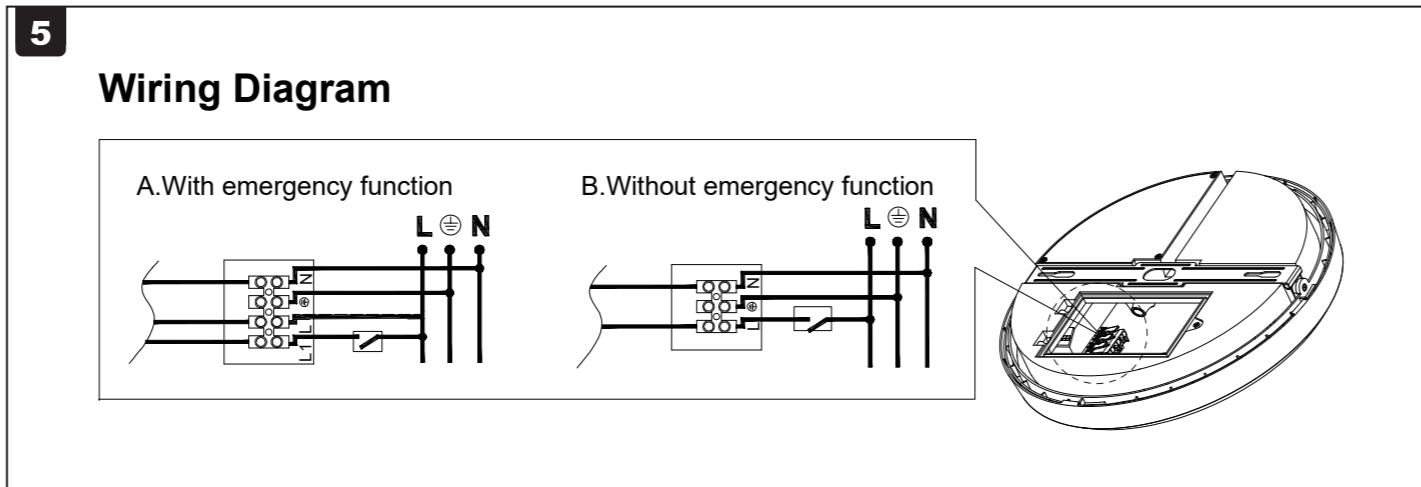 5
Wiring Diagram
A.With emergency function
L ⏚ N
N
⏚
L
L1
B.Without emergency function
L ⏚ N
N
⏚
L